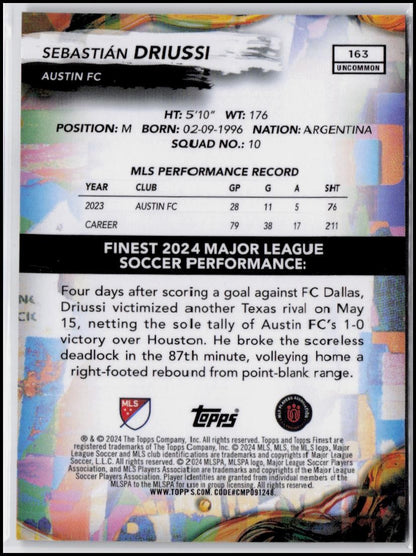 SEBASTIÁN DRIUSSI
AUSTIN FC
163
UNCOMMON
HT: 5'10" WT: 176
POSITION: M BORN: 02-09-1996 NATION: ARGENTINA
SQUAD NO.: 10
MLS PERFORMANCE RECORD
YEAR CLUB GP G A SHT
2023 AUSTIN FC 28 11 5 76
CAREER 79 38 17 211
FINEST 2024 MAJOR LEAGUE
SOCCER PERFORMANCE:
Four days after scoring a goal against FC Dallas,
Driussi victimized another Texas rival on May
15, netting the sole tally of Austin FC's 1-0
victory over Houston. He broke the scoreless
deadlock in the 87th minute, volleying home a
right-footed rebound from point-blank range.
MLS
Topps
® & © 2024 The Topps Company, Inc. All rights reserved. Topps and Topps Finest are
registered trademarks of The Topps Company, Inc. © 2024 MLS. MLS, the MLS logo, Major
League Soccer and MLS club identifications are trademarks and copyrights of Major League
Soccer, L.L.C. All rights reserved. © 2024 MLSPA. MLSPA logo, Major League Soccer Players
Association, and MLS Players Association are trademarks and copyrights of Major League
Soccer Players Association. Player Identities are granted from individual members of the
MLSPA to the MLSPA for use in group licensing. All rights reserved.
WWW.TOPPS.COM. CODE#CMP091248.